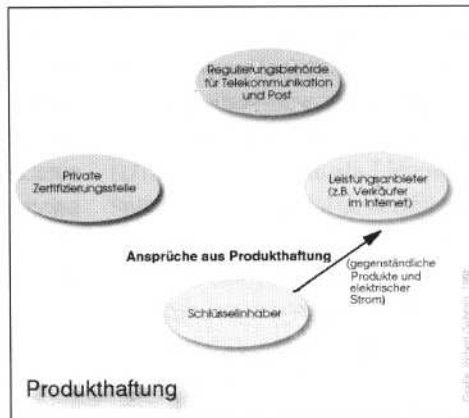 Regulierungsbehörde
für Telekommunikation
und Post
Private
Zertifizierungsstelle
Leistungsanbieter
(z.B. Verkäufer
im Internet)
Ansprüche aus Produkthaftung
(gegenständliche
Produkte und
elektrischer
Strom)
Schlüsselinhaber
Produkthaftung